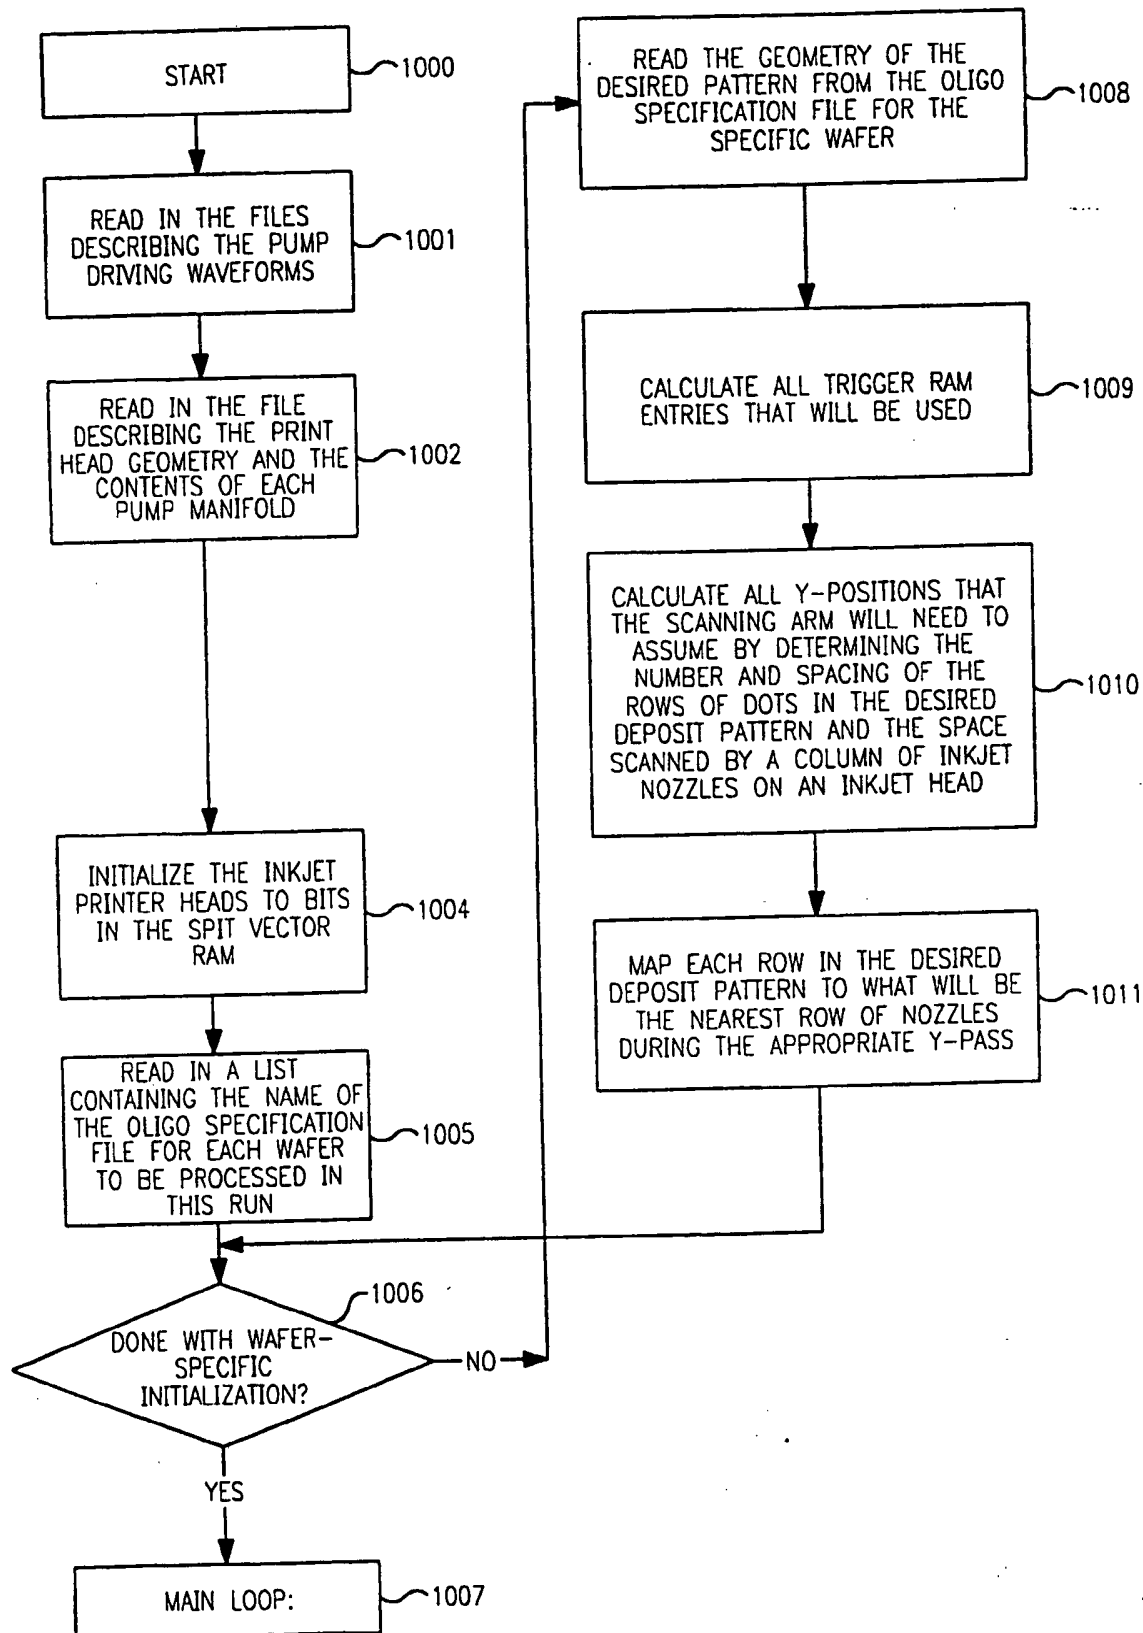 START
1000
READ IN THE FILES
DESCRIBING THE PUMP
DRIVING WAVEFORMS
1001
READ IN THE FILE
DESCRIBING THE PRINT
HEAD GEOMETRY AND THE
CONTENTS OF EACH
PUMP MANIFOLD
1002
INITIALIZE THE INKJET
PRINTER HEADS TO BITS
IN THE SPIT VECTOR
RAM
1004
READ IN A LIST
CONTAINING THE NAME OF
THE OLIGO SPECIFICATION
FILE FOR EACH WAFER
TO BE PROCESSED IN
THIS RUN
1005
1006
DONE WITH WAFER-
SPECIFIC
INITIALIZATION?
NO
YES
MAIN LOOP:
1007
READ THE GEOMETRY OF THE
DESIRED PATTERN FROM THE OLIGO
SPECIFICATION FILE FOR THE
SPECIFIC WAFER
1008
CALCULATE ALL TRIGGER RAM
ENTRIES THAT WILL BE USED
1009
CALCULATE ALL Y-POSITIONS THAT
THE SCANNING ARM WILL NEED TO
ASSUME BY DETERMINING THE
NUMBER AND SPACING OF THE
ROWS OF DOTS IN THE DESIRED
DEPOSIT PATTERN AND THE SPACE
SCANNED BY A COLUMN OF INKJET
NOZZLES ON AN INKJET HEAD
1010
MAP EACH ROW IN THE DESIRED
DEPOSIT PATTERN TO WHAT WILL BE
THE NEAREST ROW OF NOZZLES
DURING THE APPROPRIATE Y-PASS
1011